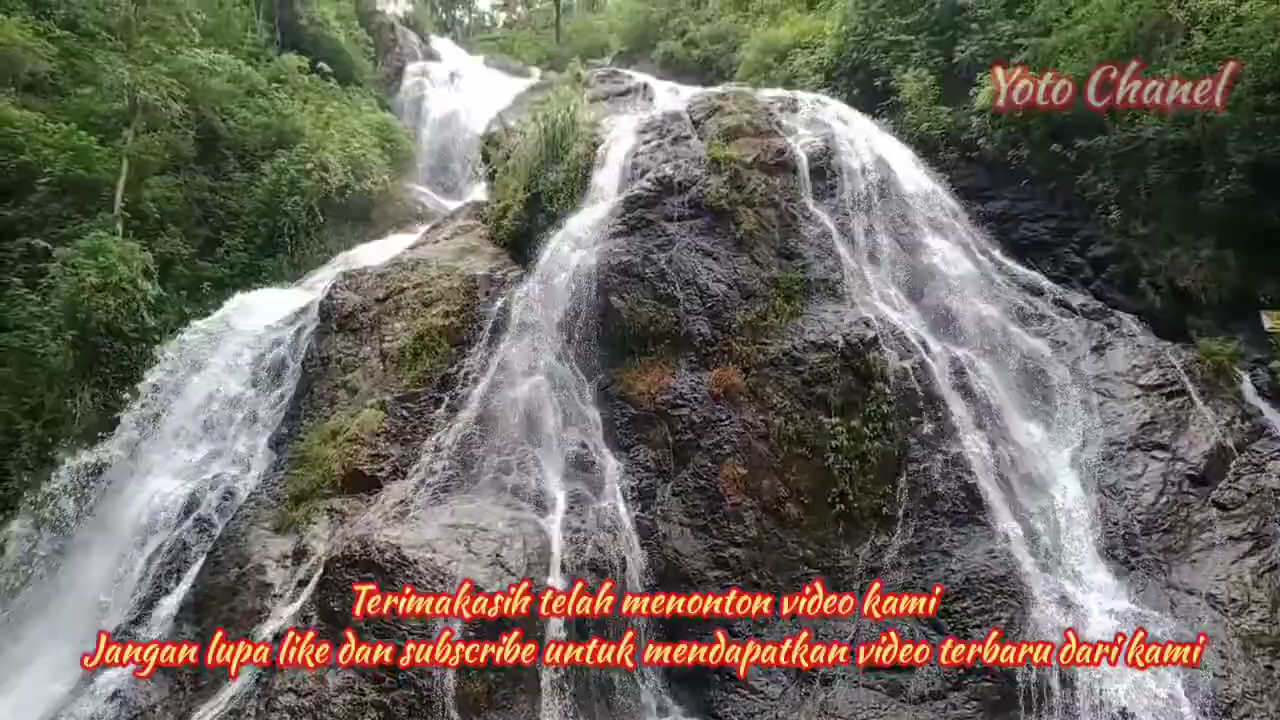 Yoto Chanel
Terimakasih telah menonton video kami
Jangan lupa like dan subscribe untuk mendapatkan video terbaru dari kami